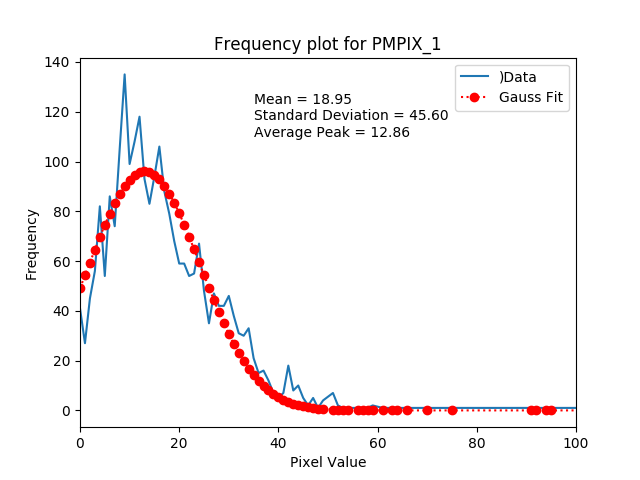 Frequency plot for PMPIX_1
)Data
Gauss Fit
Mean = 18.95
Standard Deviation = 45.60
Average Peak = 12.86
Frequency
140
120
100
80
60
40
20
0
0 20 40 60 80 100
Pixel Value